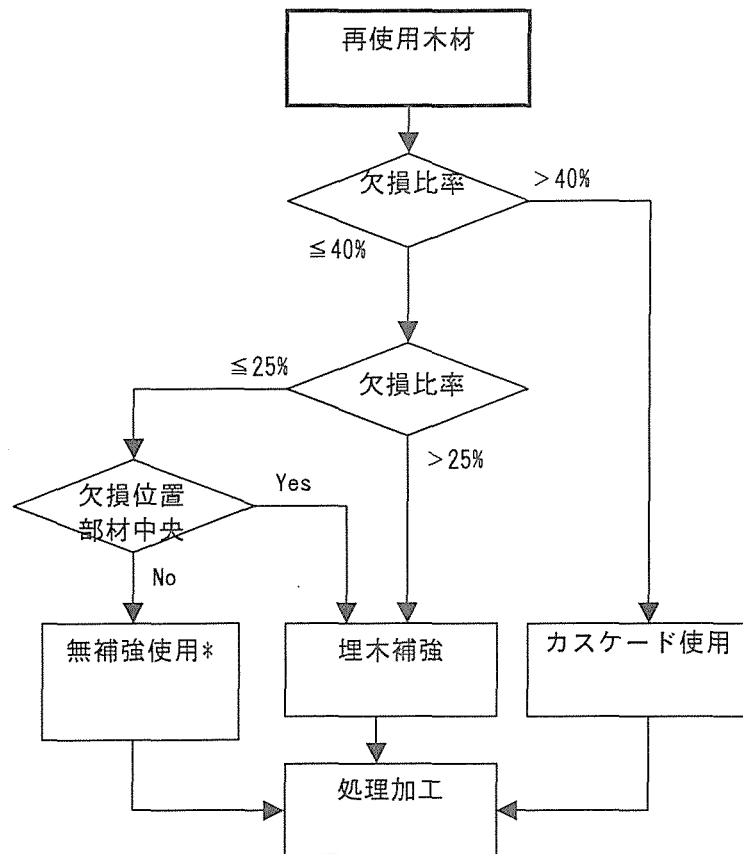 再使用木材
欠損比率
>40%
≦40%
≦25%
欠損比率
>25%
欠損位置
部材中央
Yes
No
無補強使用*
埋木補強
カスケード使用
処理加工